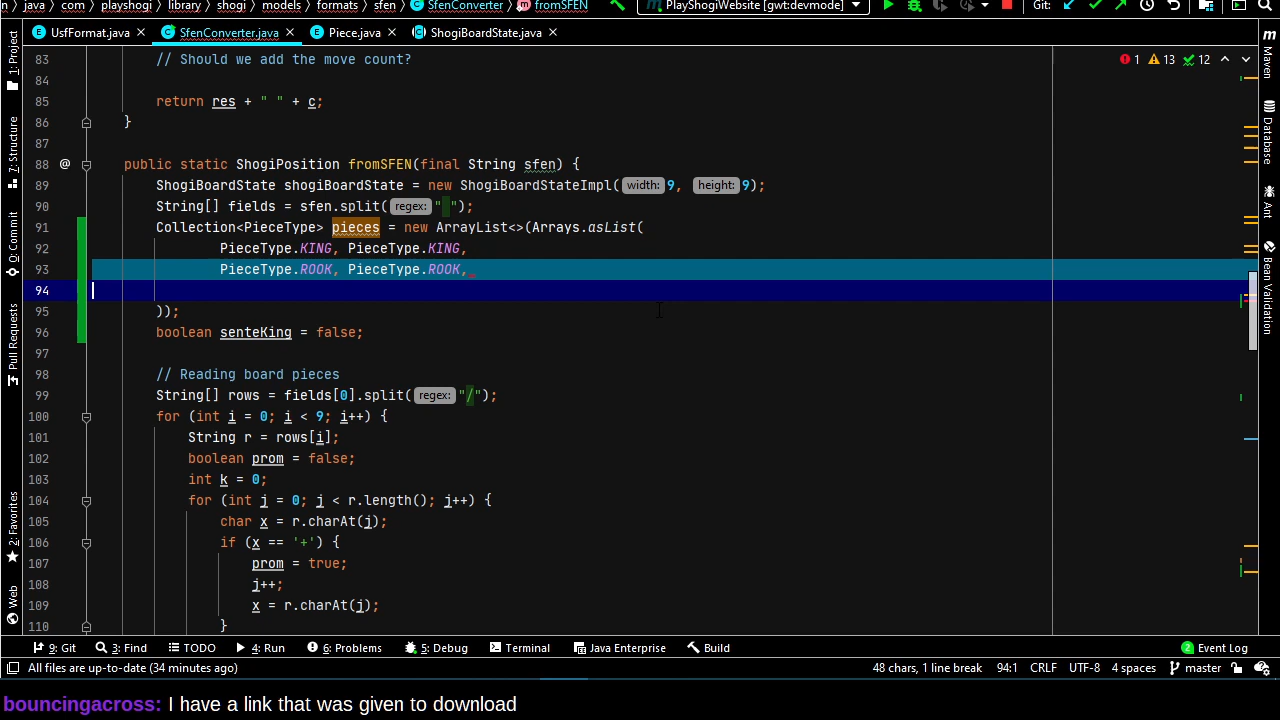 n 〉 java 〉 com 〉 playshogi 〉 library 〉 shogi 〉 models 〉 formats 〉 sfen 〉 SfenConverter 〉 fromSFEN PlayShogiWebsite [gwt:devmode] Git:
UsfFormat.java SfenConverter.java Piece.java ShogiBoardState.java
83 // Should we add the move count?
1 13 12
84
85 return res + " " + c;
86 }
87
88 @ public static ShogiPosition fromSFEN(final String sfen) {
89 ShogiBoardState shogiBoardState = new ShogiBoardStateImpl( width: 9, height: 9);
90 String[] fields = sfen.split( regex: " ");
91 Collection<PieceType> pieces = new ArrayList<>(Arrays.asList(
92 PieceType.KING, PieceType.KING,
93 PieceType.ROOK, PieceType.ROOK,
94
95 ));
96 boolean senteKing = false;
97
98 // Reading board pieces
99 String[] rows = fields[0].split( regex: "/");
100 for (int i = 0; i < 9; i++) {
101 String r = rows[i];
102 boolean prom = false;
103 int k = 0;
104 for (int j = 0; j < r.length(); j++) {
105 char x = r.charAt(j);
106 if (x == '+') {
107 prom = true;
108 j++;
109 x = r.charAt(j);
110 }
1: Project
7: Structure
0: Commit
Pull Requests
2: Favorites
Web
Maven
Database
Ant
Bean Validation
9: Git 3: Find TODO 4: Run 6: Problems 5: Debug Terminal Java Enterprise Build 2 Event Log
All files are up-to-date (34 minutes ago) 48 chars, 1 line break 94:1 CRLF UTF-8 4 spaces master
bouncingacross: I have a link that was given to download